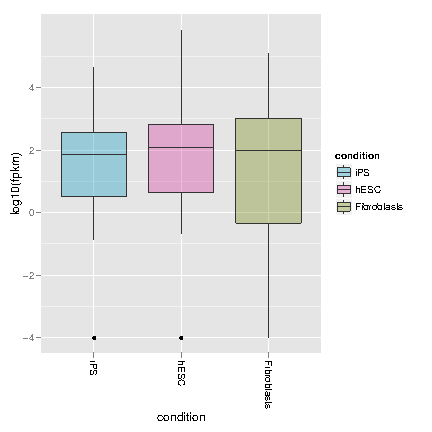 log10(fpkm)
4
2
0
−2
−4
iPS
hESC
Fibroblasts
condition
condition
iPS
hESC
Fibroblasts